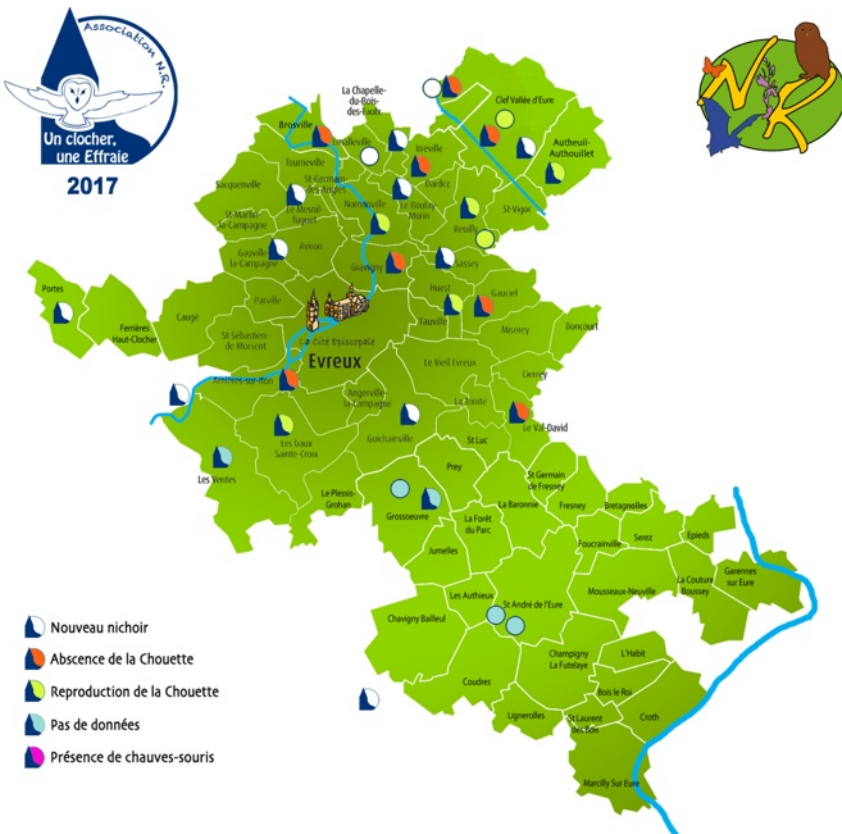 Association N.R.
Un clocher,
une Effraie
2017
NR
La Chapelle-
du-Bois-
des-Faulx
Clef Vallée d'Eure
Brosville
Emalleville
Irreville
Autheuil-
Authouillet
Tourneville
St-Germain-
des-Angles
Dardez
Sacquenville
Le Mesnil-
Fuguet
Normanville
Le Boulay-
Morin
St-Vigor
St-Martin-
la-Campagne
Reuilly
Gauville
la-Campagne
Aviron
Gravigny
Sassey
Portes
Huest
Gauciel
Ferrières
Haut-Clocher
Caugé
Parville
Fauville
Miserey
Boncourt
St-Sébastien-
de Morsent
La Cité Episcopale
Evreux
Le Vieil Evreux
Cierrey
Arnières-sur-Iton
Angerville-
la-Campagne
La Trinité
Le Val-David
Les baux
Sainte-Croix
Guichainville
St Luc
Les Ventes
Prey
St Germain
de Fresney
Le Plessis-
Grohan
La Baronnie
Fresney
Bretagnolles
Grossoeuvre
La Forêt
du Parc
Foucrainville
Serez
Epieds
Jumelles
Garennes
sur Eure
Les Authieux
St André de l'Eure
Mousseaux-Neuville
La Couture
Boussey
Chavigny Bailleul
Nouveau nichoir
Champigny
La Futelaye
L'Habit
Abscence de la Chouette
Coudres
Bois le Roi
Reproduction de la Chouette
Lignerolles
St Laurent
des Bois
Croth
Pas de données
Présence de chauves-souris
Marcilly Sur Eure